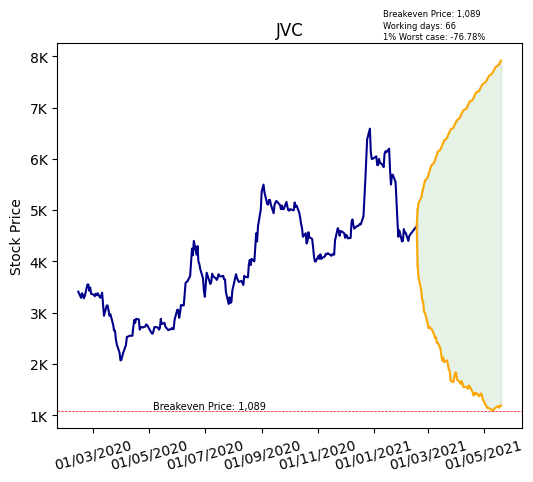 Breakeven Price: 1,089
Working days: 66
1% Worst case: -76.78%
JVC
8K
7K
6K
5K
4K
3K
2K
1K
Stock Price
Breakeven Price: 1,089
01/03/2020
01/05/2020
01/07/2020
01/09/2020
01/11/2020
01/01/2021
01/03/2021
01/05/2021